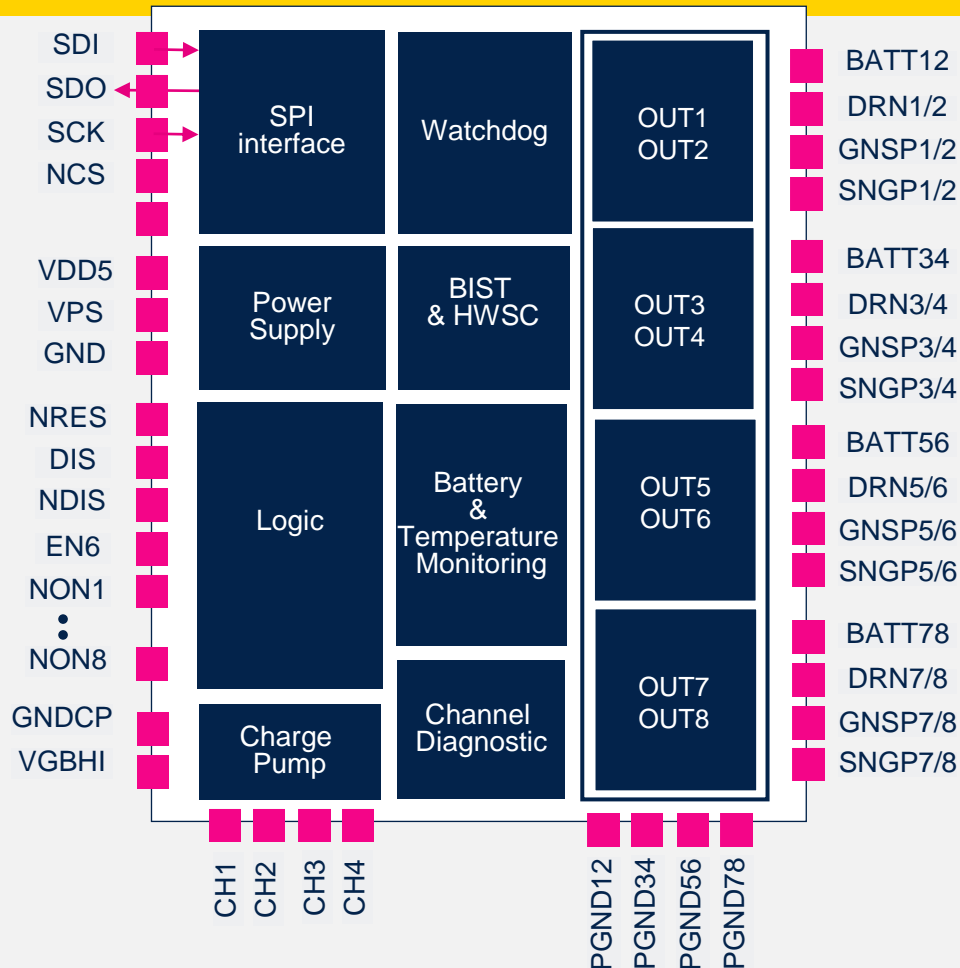 SDI
SDO
SCK
NCS
VDD5
VPS
GND
NRES
DIS
NDIS
EN6
NON1
NON8
GNDCP
VGBHI
SPI
interface
Watchdog
OUT1
OUT2
Power
Supply
BIST
& HWSC
OUT3
OUT4
Logic
Battery
&
Temperature
Monitoring
OUT5
OUT6
Charge
Pump
Channel
Diagnostic
OUT7
OUT8
BATT12
DRN1/2
GNSP1/2
SNGP1/2
BATT34
DRN3/4
GNSP3/4
SNGP3/4
BATT56
DRN5/6
GNSP5/6
SNGP5/6
BATT78
DRN7/8
GNSP7/8
SNGP7/8
CH1
CH2
CH3
CH4
PGND12
PGND34
PGND56
PGND78